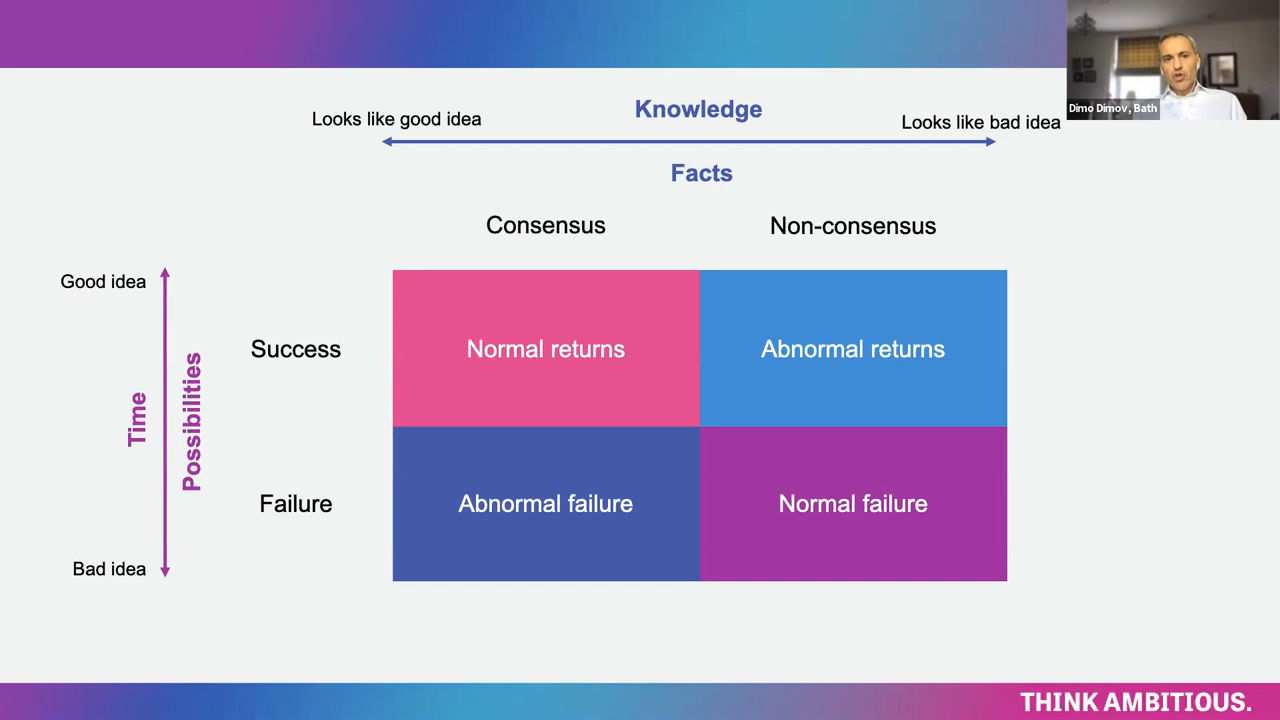 Knowledge
Looks like good idea
Looks like bad idea
Dimo Dimov, Bath
Facts
Consensus
Non-consensus
Good idea
Time
Possibilities
Success
Normal returns
Abnormal returns
Failure
Abnormal failure
Normal failure
Bad idea
THINK AMBITIOUS.